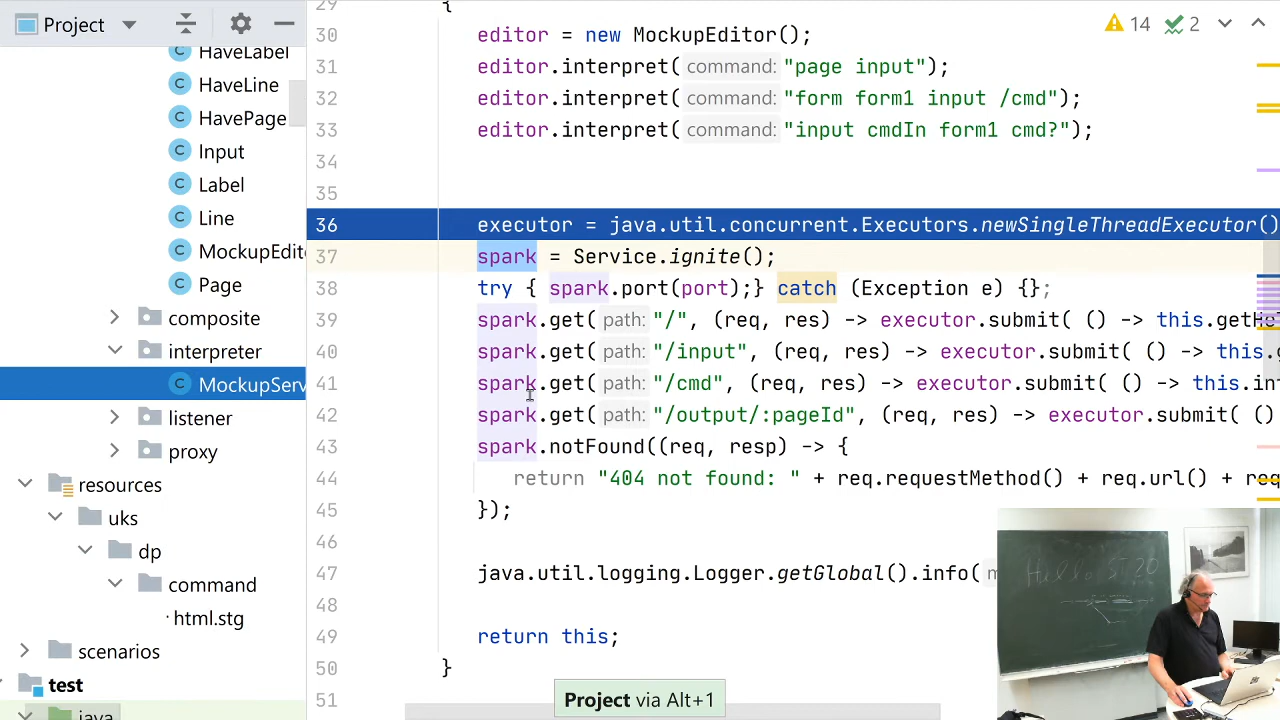 Project
HaveLabel
HaveLine
HavePage
Input
Label
Line
MockupEdit
Page
composite
interpreter
MockupServ
listener
proxy
resources
uks
dp
command
html.stg
scenarios
test
java
29 {
30 editor = new MockupEditor();
31 editor.interpret( command: "page input");
32 editor.interpret( command: "form form1 input /cmd");
33 editor.interpret( command: "input cmdIn form1 cmd?");
34
35
36 executor = java.util.concurrent.Executors.newSingleThreadExecutor()
37 spark = Service.ignite();
38 try { spark.port(port);} catch (Exception e) {};
39 spark.get( path: "/", (req, res) -> executor.submit( () -> this.getHe
40 spark.get( path: "/input", (req, res) -> executor.submit( () -> this.g
41 spark.get( path: "/cmd", (req, res) -> executor.submit( () -> this.in
42 spark.get( path: "/output/:pageId", (req, res) -> executor.submit( ()
43 spark.notFound((req, resp) -> {
44 return "404 not found: " + req.requestMethod() + req.url() + req
45 });
46
47 java.util.logging.Logger.getGlobal().info( m
48
49 return this;
50 }
51
14 2
Project via Alt+1
Hello ST20